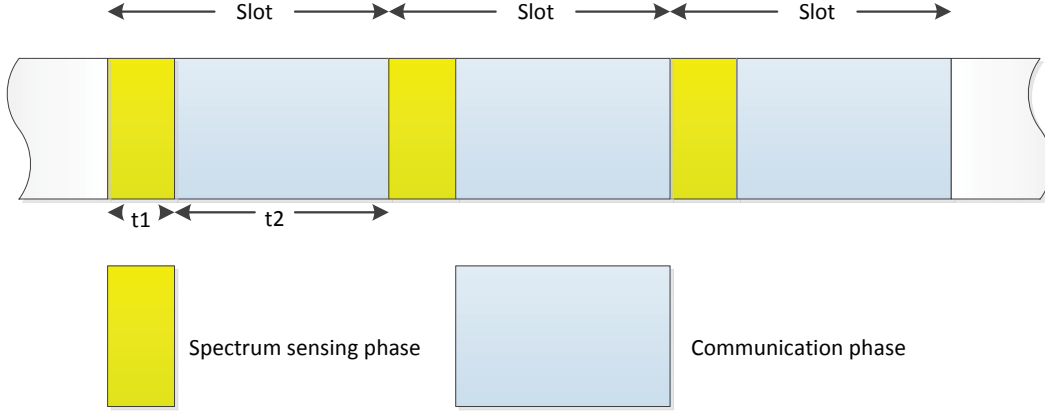 Slot
Slot
Slot
t1
t2
Spectrum sensing phase
Communication phase